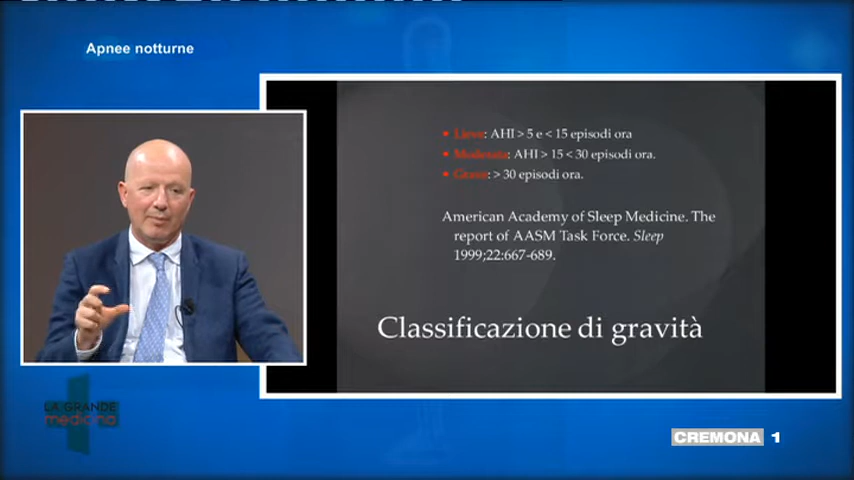 Apnee notturne
Lieve: AHI > 5 e < 15 episodi ora
Moderata: AHI > 15 < 30 episodi ora.
Grave: > 30 episodi ora.
American Academy of Sleep Medicine. The
report of AASM Task Force. Sleep
1999;22:667-689.
Classificazione di gravità
LA GRANDE
medicina
CREMONA 1